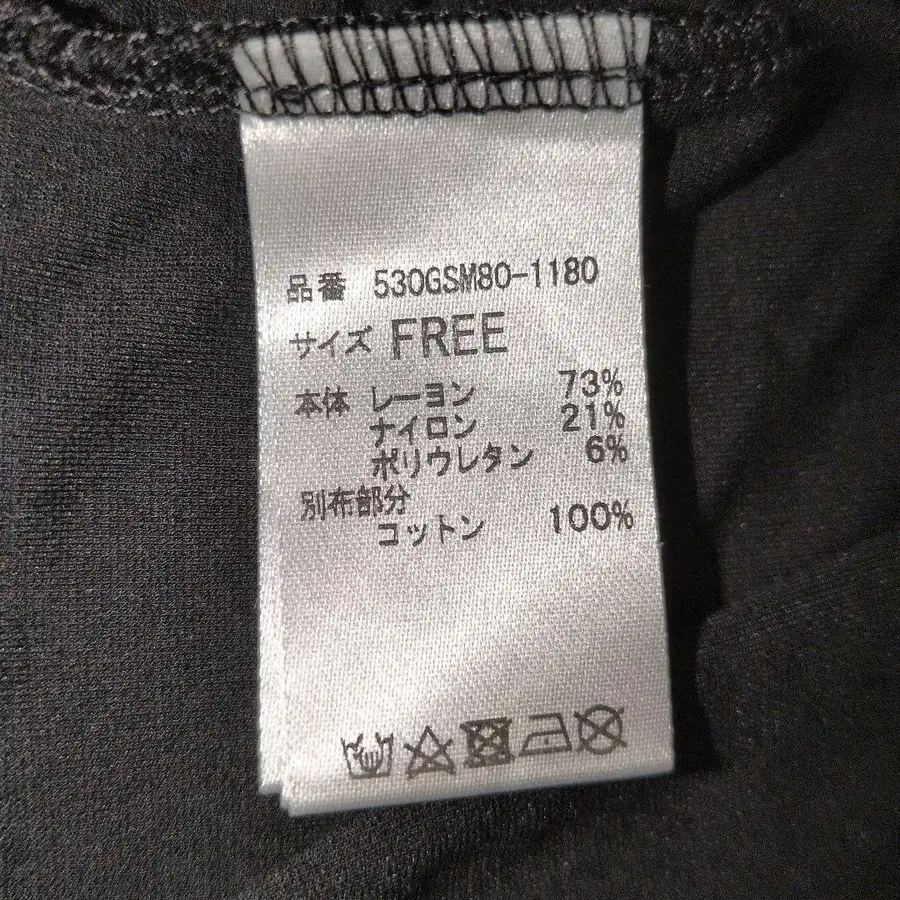 品番 530GSM80-1180
サイズ FREE
本体 レーヨン 73%
ナイロン 21%
ポリウレタン 6%
別布部分
コットン 100%